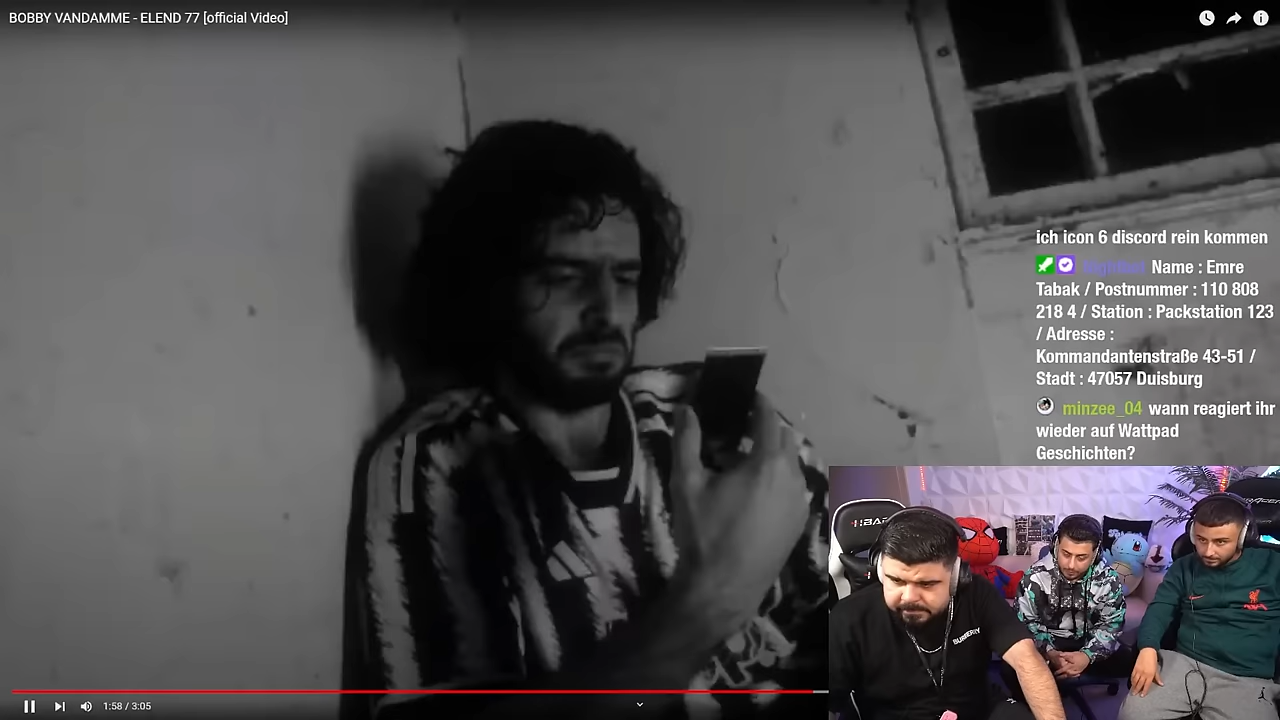 BOBBY VANDAMME - ELEND 77 [official Video]
ich icon 6 discord rein kommen
Name : Emre
Tabak / Postnummer : 110 808
218 4 / Station : Packstation 123
/ Adresse :
Kommandantenstraße 43-51 /
Stadt : 47057 Duisburg
minzee_04 wann reagiert ihr
wieder auf Wattpad
Geschichten?
BURBERRY
1:58 / 3:05